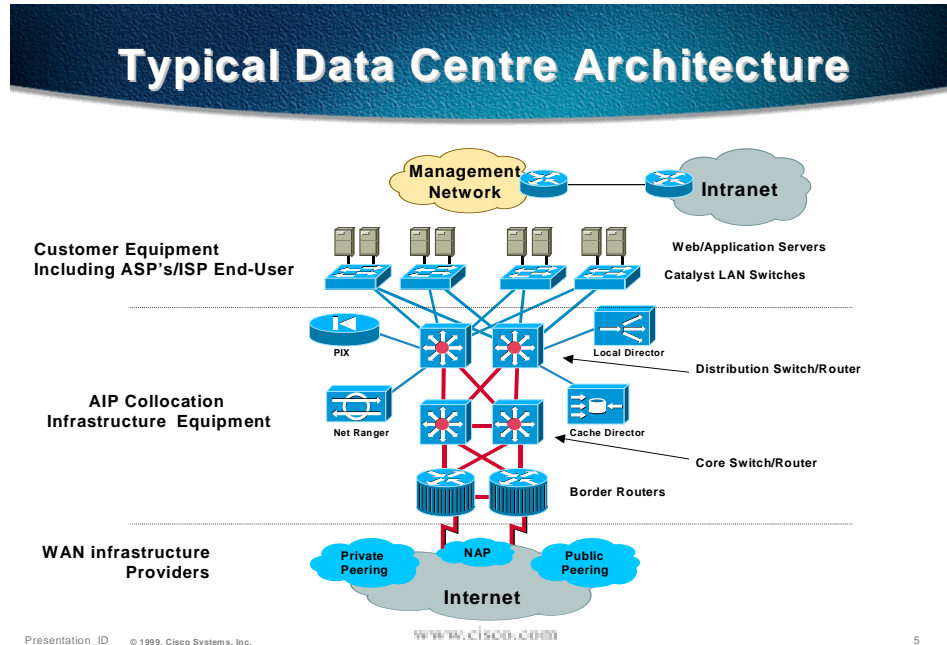 Typical Data Centre Architecture
Management
Network
Intranet
Customer Equipment
Including ASP's/ISP End-User
Web/Application Servers
Catalyst LAN Switches
PIX
Local Director
Distribution Switch/Router
AIP Collocation
Infrastructure Equipment
Net Ranger
Cache Director
Core Switch/Router
Border Routers
WAN infrastructure
Providers
Private
Peering
NAP
Public
Peering
Internet
Presentation_ID
© 1999, Cisco Systems, Inc.
www.cisco.com
5